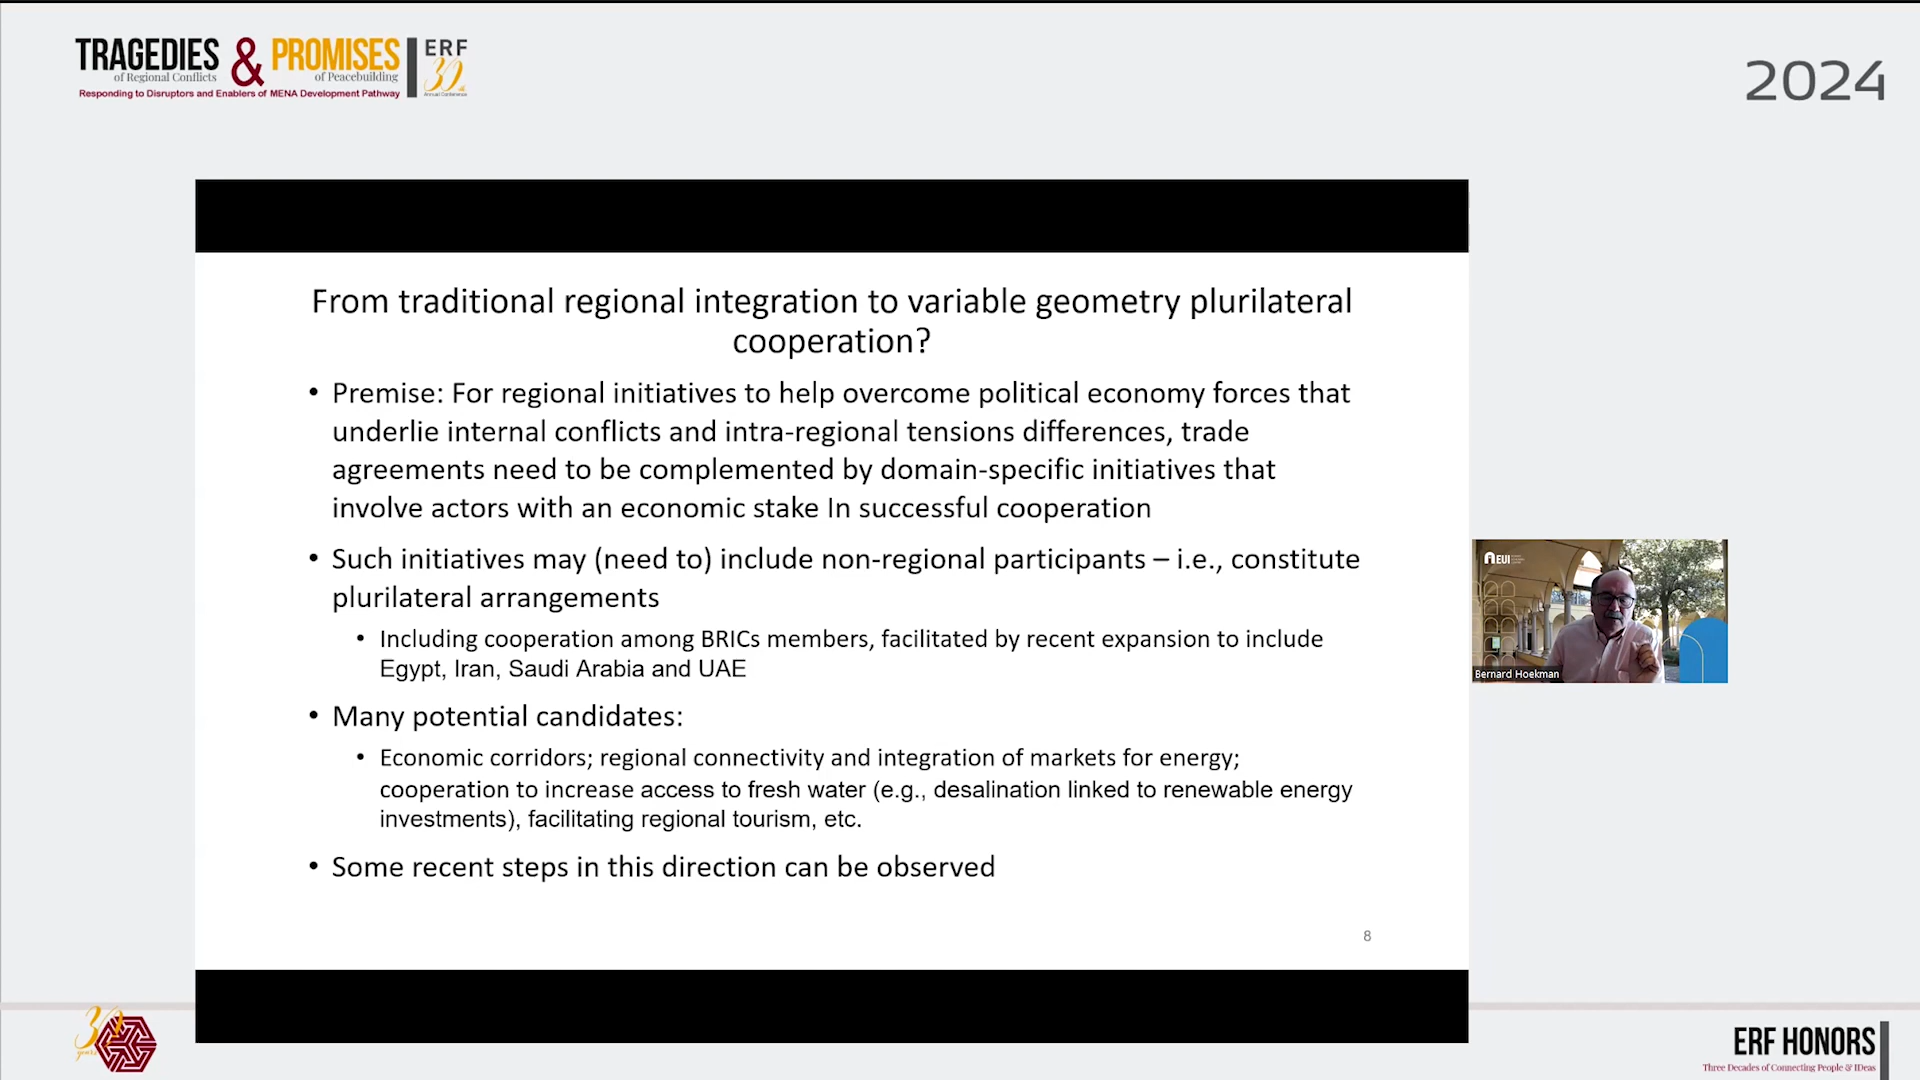 TRAGEDIES & PROMISES
of Regional Conflicts
of Peacebuilding
Responding to Disruptors and Enablers of MENA Development Pathway
ERF
30th
Annual Conference
2024
From traditional regional integration to variable geometry plurilateral
cooperation?
• Premise: For regional initiatives to help overcome political economy forces that
underlie internal conflicts and intra-regional tensions differences, trade
agreements need to be complemented by domain-specific initiatives that
involve actors with an economic stake In successful cooperation
• Such initiatives may (need to) include non-regional participants – i.e., constitute
plurilateral arrangements
• Including cooperation among BRICs members, facilitated by recent expansion to include
Egypt, Iran, Saudi Arabia and UAE
• Many potential candidates:
• Economic corridors; regional connectivity and integration of markets for energy;
cooperation to increase access to fresh water (e.g., desalination linked to renewable energy
investments), facilitating regional tourism, etc.
• Some recent steps in this direction can be observed
8
EUI
Bernard Hoekman
30
years
ERF HONORS
Three Decades of Connecting People & IDeas